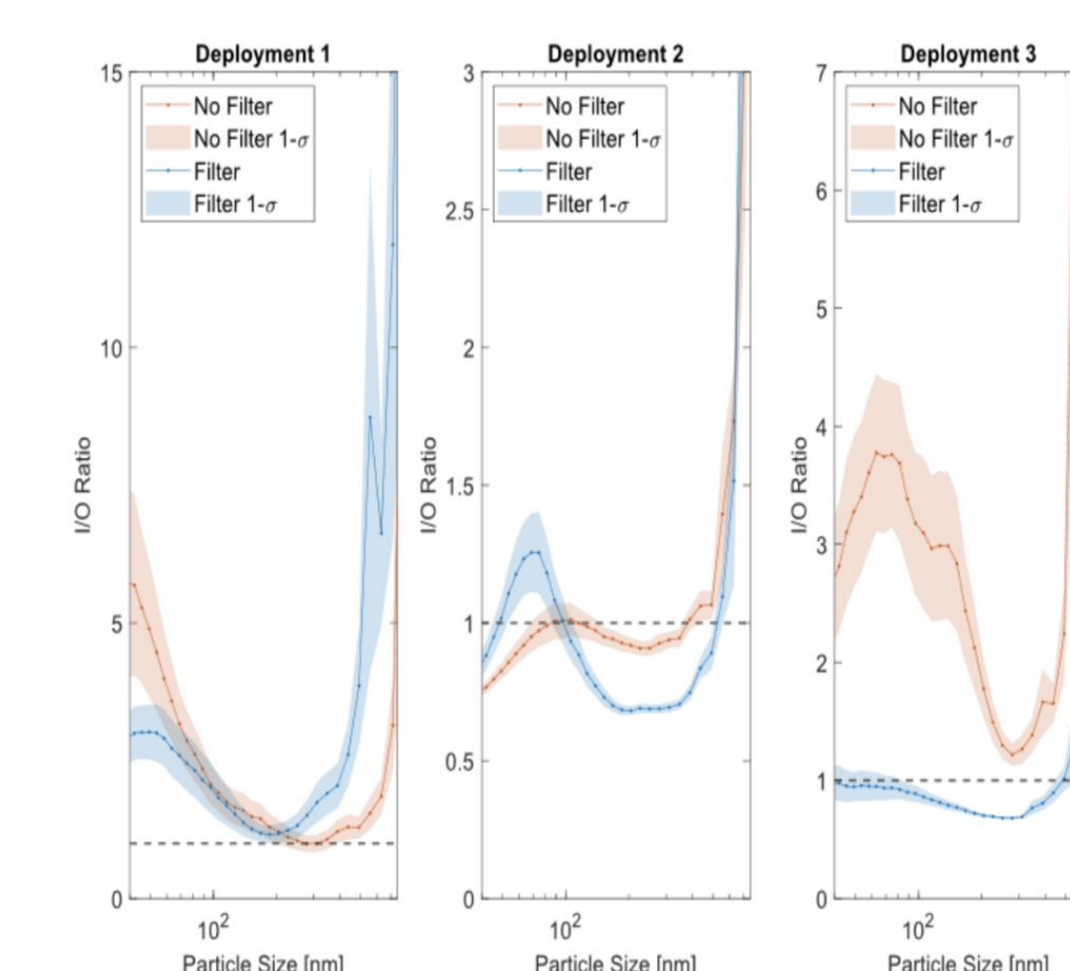 Deployment 1
15
10
5
0
I/O Ratio
No Filter
No Filter 1-σ
Filter
Filter 1-σ
10²
Particle Size [nm]
Deployment 2
3
2.5
2
1.5
1
0.5
0
I/O Ratio
No Filter
No Filter 1-σ
Filter
Filter 1-σ
10²
Particle Size [nm]
Deployment 3
7
6
5
4
3
2
1
0
I/O Ratio
No Filter
No Filter 1-σ
Filter
Filter 1-σ
10²
Particle Size [nm]